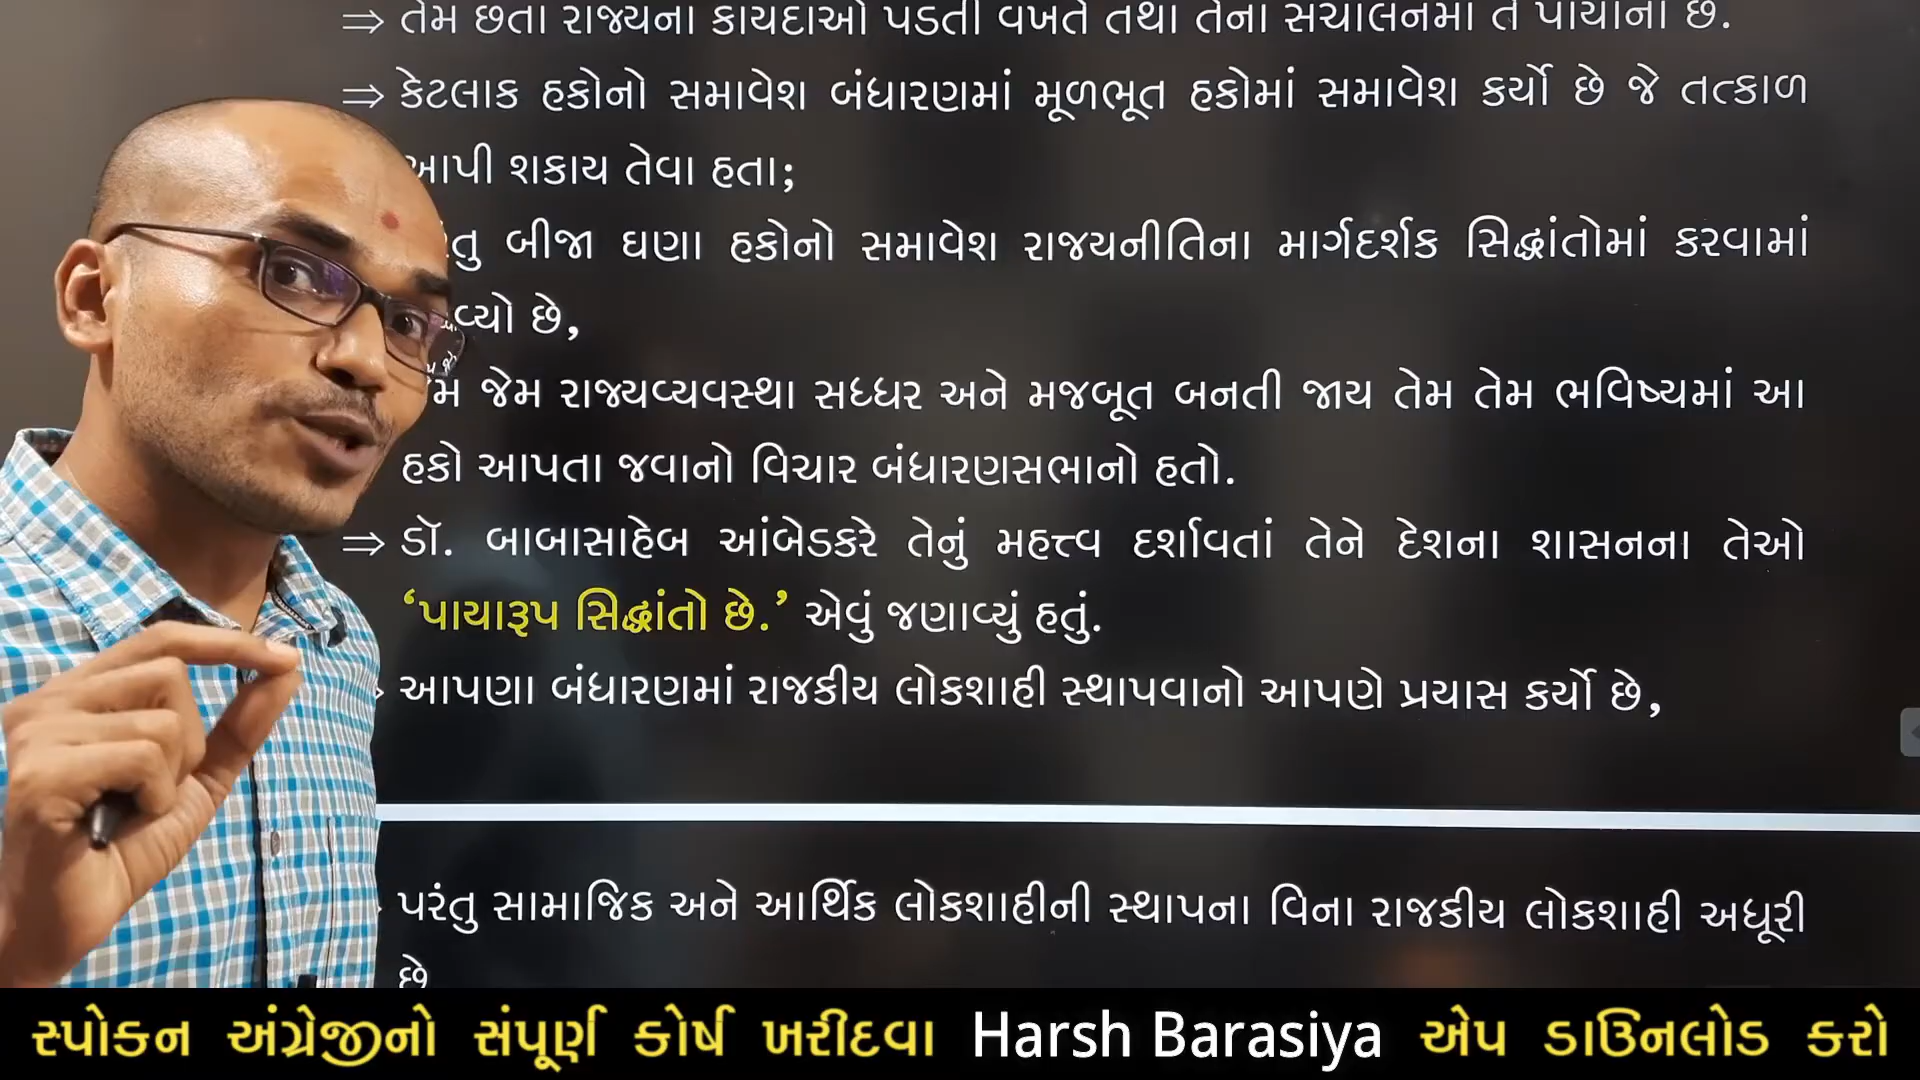 ⇒ તેમ છતાં રાજ્યના કાયદાઓ પડતી વખતે તથા તેના સંચાલનમાં તે પાયાના છે.
⇒ કેટલાક હકોનો સમાવેશ બંધારણમાં મૂળભૂત હકોમાં સમાવેશ કર્યો છે જે તત્કાળ
આપી શકાય તેવા હતા;
બીજા ઘણા હકોનો સમાવેશ રાજયનીતિના માર્ગદર્શક સિદ્ધાંતોમાં કરવામાં
છે,
જેમ રાજ્યવ્યવસ્થા સધ્ધર અને મજબૂત બનતી જાય તેમ તેમ ભવિષ્યમાં આ
હકો આપતા જવાનો વિચાર બંધારણસભાનો હતો.
⇒ ડૉ. બાબાસાહેબ આંબેડકરે તેનું મહત્ત્વ દર્શાવતાં તેને દેશના શાસનના તેઓ
‘પાયારૂપ સિદ્ધાંતો છે.’ એવું જણાવ્યું હતું.
આપણા બંધારણમાં રાજકીય લોકશાહી સ્થાપવાનો આપણે પ્રયાસ કર્યો છે,
પરંતુ સામાજિક અને આર્થિક લોકશાહીની સ્થાપના વિના રાજકીય લોકશાહી અધૂરી
છે
સ્પોકન અંગ્રેજીનો સંપૂર્ણ કોર્ષ ખરીદવા Harsh Barasiya એપ ડાઉનલોડ કરો